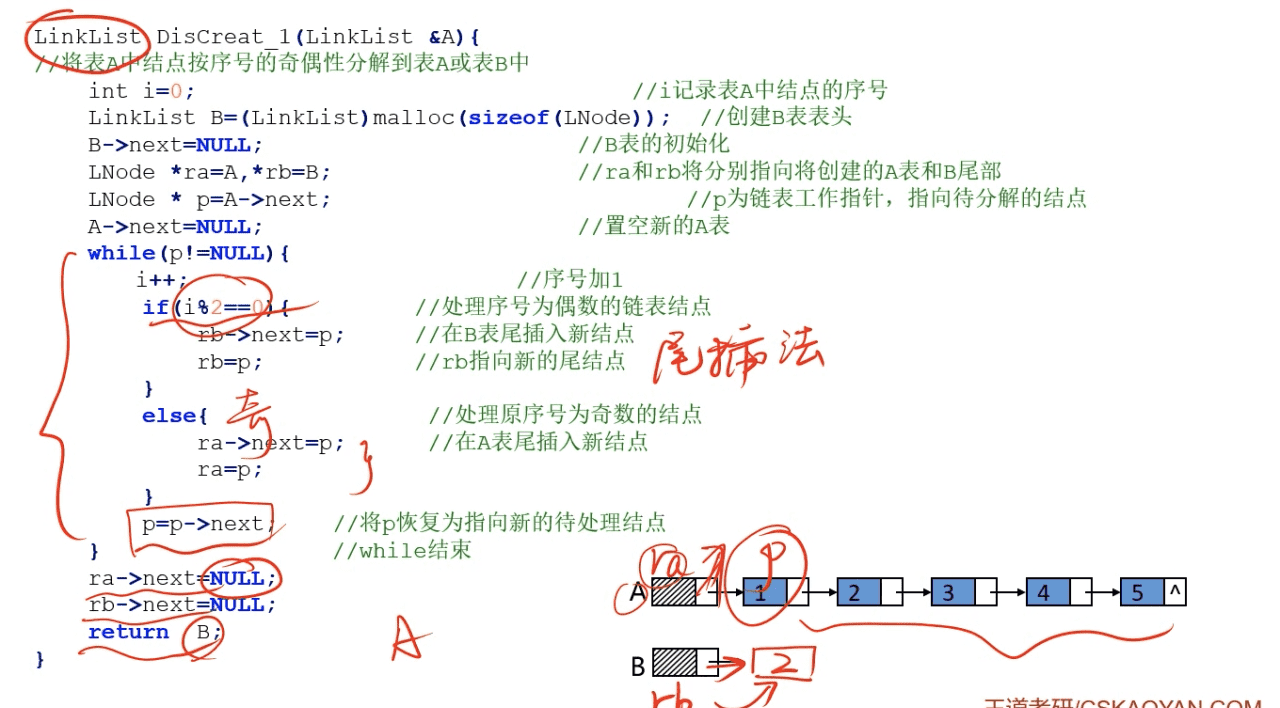 LinkList DisCreat_1(LinkList &A){
//将表A中结点按序号的奇偶性分解到表A或表B中
int i=0; //i记录表A中结点的序号
LinkList B=(LinkList)malloc(sizeof(LNode)); //创建B表表头
B->next=NULL; //B表的初始化
LNode *ra=A,*rb=B; //ra和rb将分别指向将创建的A表和B尾部
LNode * p=A->next; //p为链表工作指针，指向待分解的结点
A->next=NULL; //置空新的A表
while(p!=NULL){
i++; //序号加1
if(i%2==0){ //处理序号为偶数的链表结点
rb->next=p; //在B表尾插入新结点
rb=p; //rb指向新的尾结点
尾插法
}
else{ //处理原序号为奇数的结点
ra->next=p; //在A表尾插入新结点
ra=p;
}
p=p->next; //将p恢复为指向新的待处理结点
} //while结束
ra->next=NULL;
rb->next=NULL;
return B;
}
A
ra p
A 1 2 3 4 5 ^
B 2
rb
王道考研/CSKAOYAN.COM